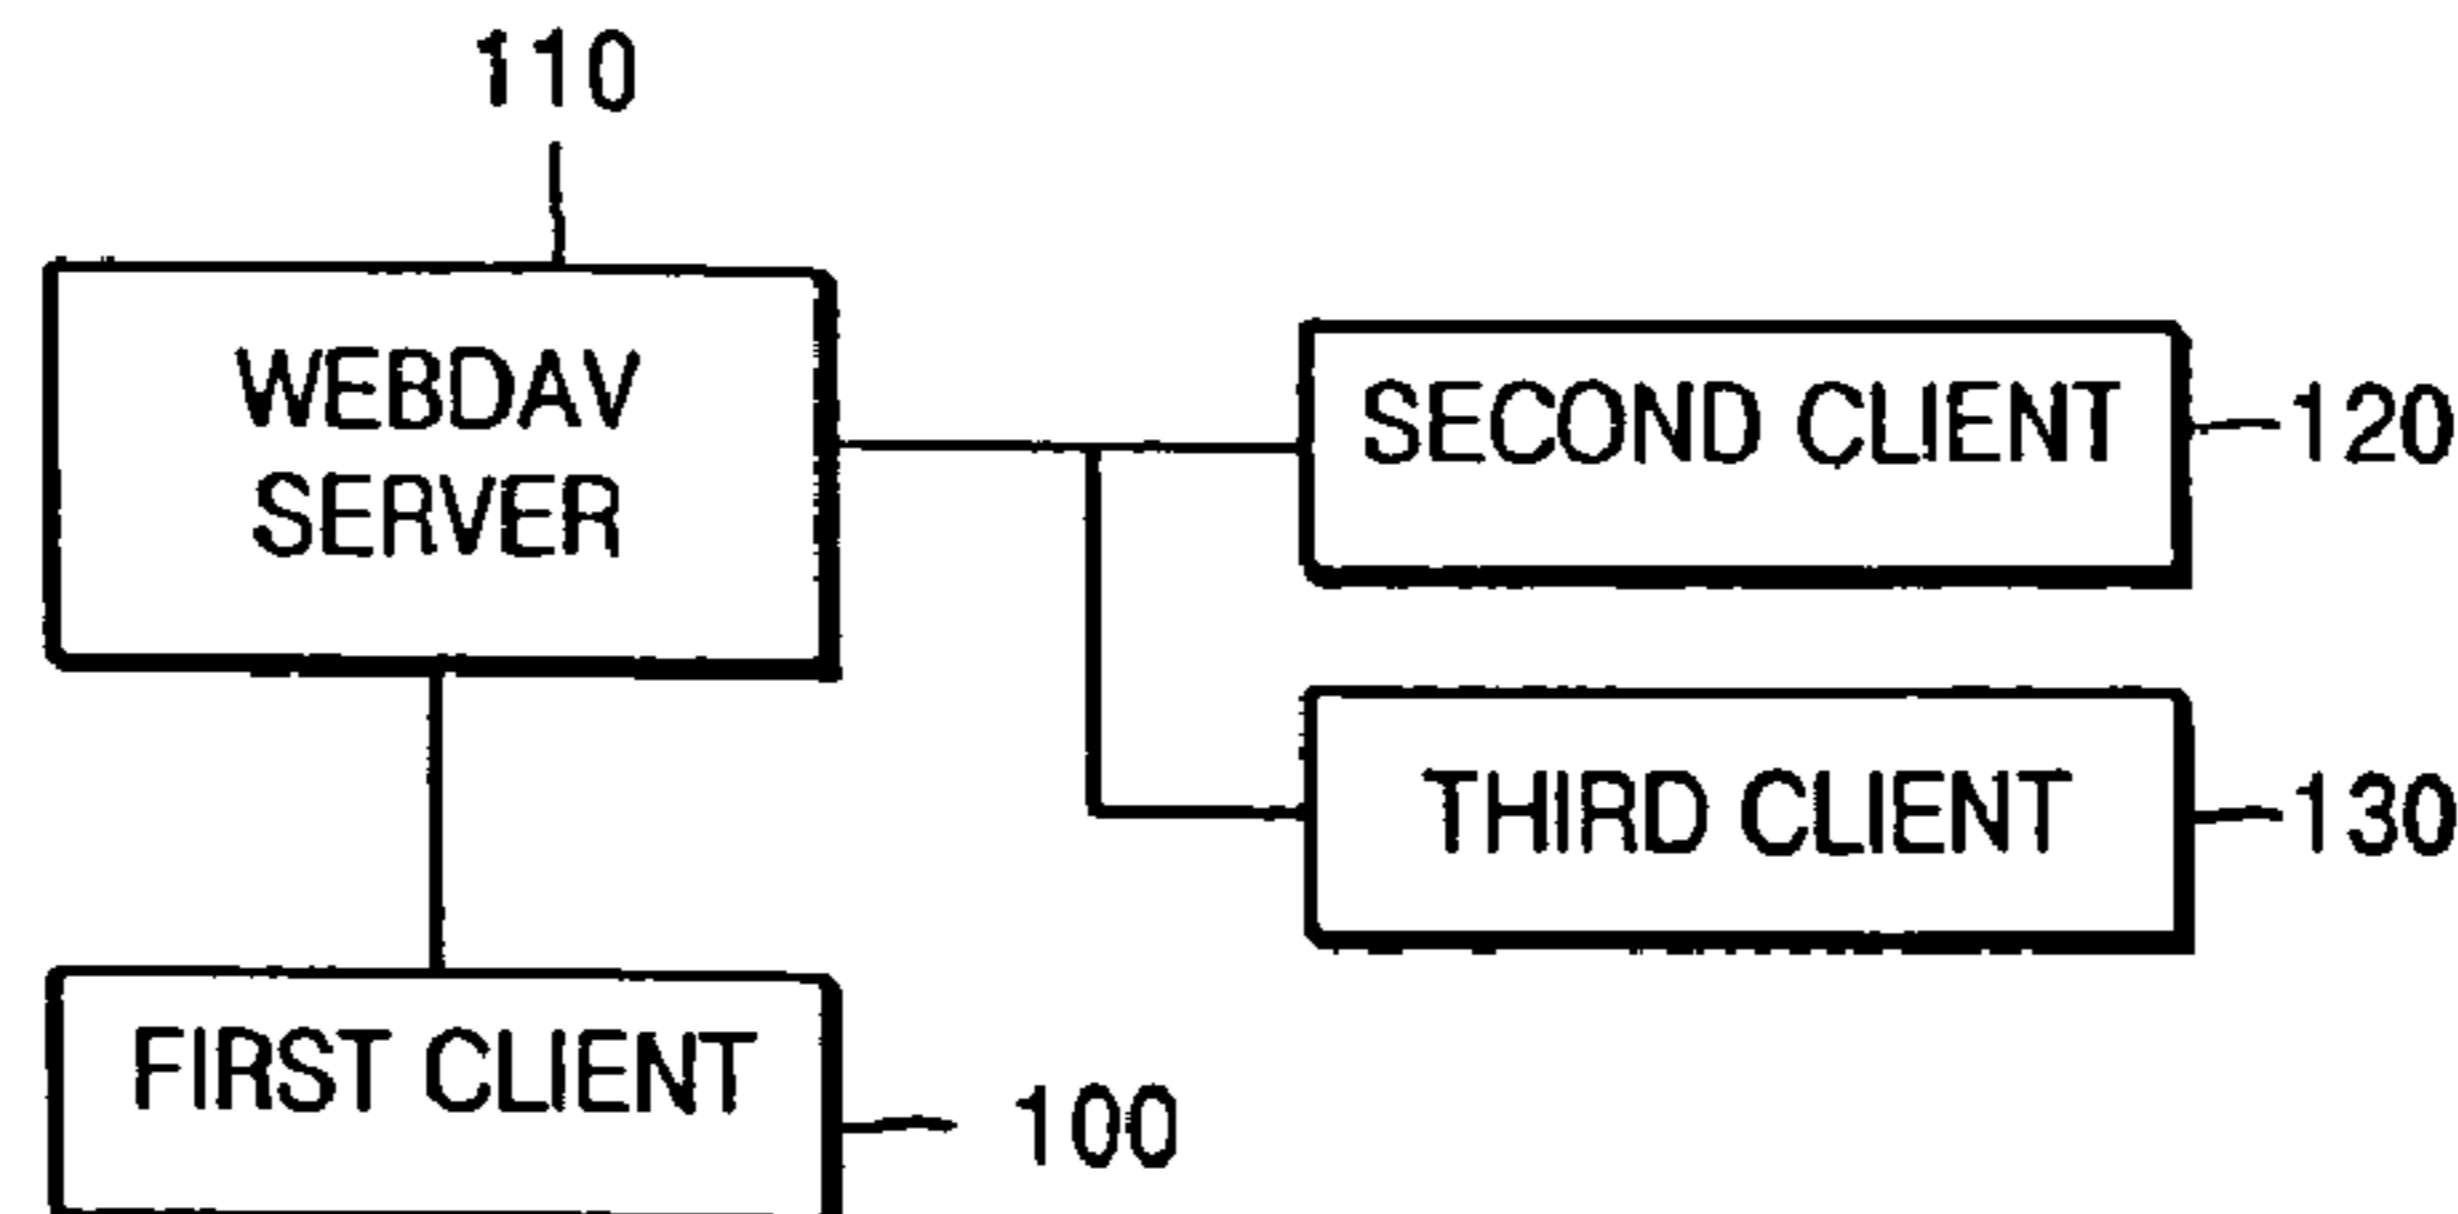 110
WEBDAV
SERVER
SECOND CLIENT
120
THIRD CLIENT
130
FIRST CLIENT
100